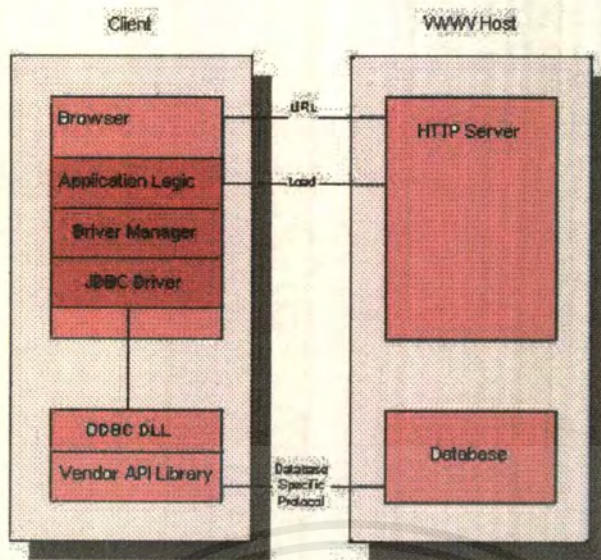 Client
WWW Host
Browser
URL
HTTP Server
Application Logic
Load
Driver Manager
JDBC Driver
ODBC DLL
Vendor API Library
Database
Specific
Protocol
Database